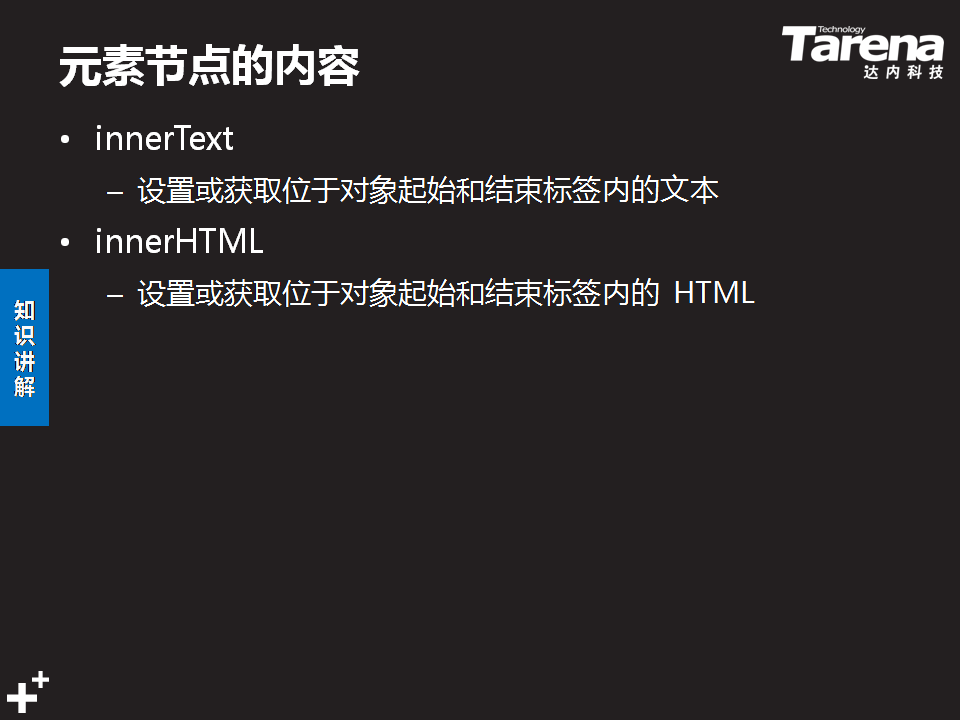 元素节点的内容
Technology
Tarena
达内科技
• innerText
– 设置或获取位于对象起始和结束标签内的文本
• innerHTML
– 设置或获取位于对象起始和结束标签内的 HTML
知识讲解